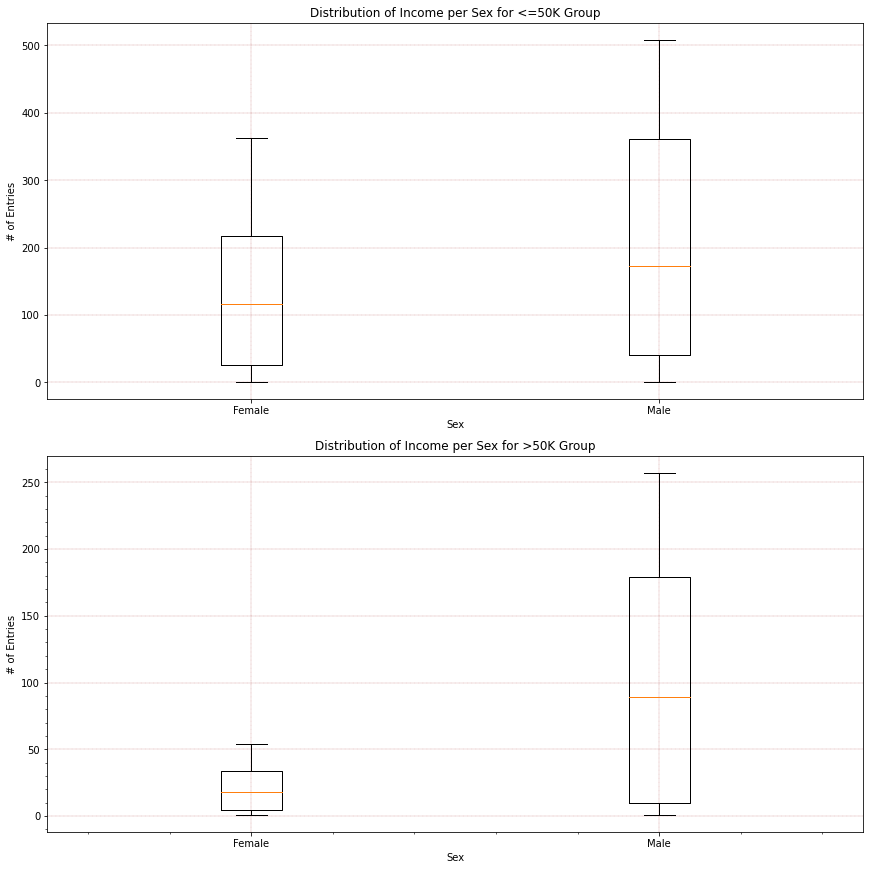 Distribution of Income per Sex for <=50K Group
500
400
300
200
100
0
# of Entries
Female
Male
Sex
Distribution of Income per Sex for >50K Group
250
200
150
100
50
0
# of Entries
Female
Male
Sex